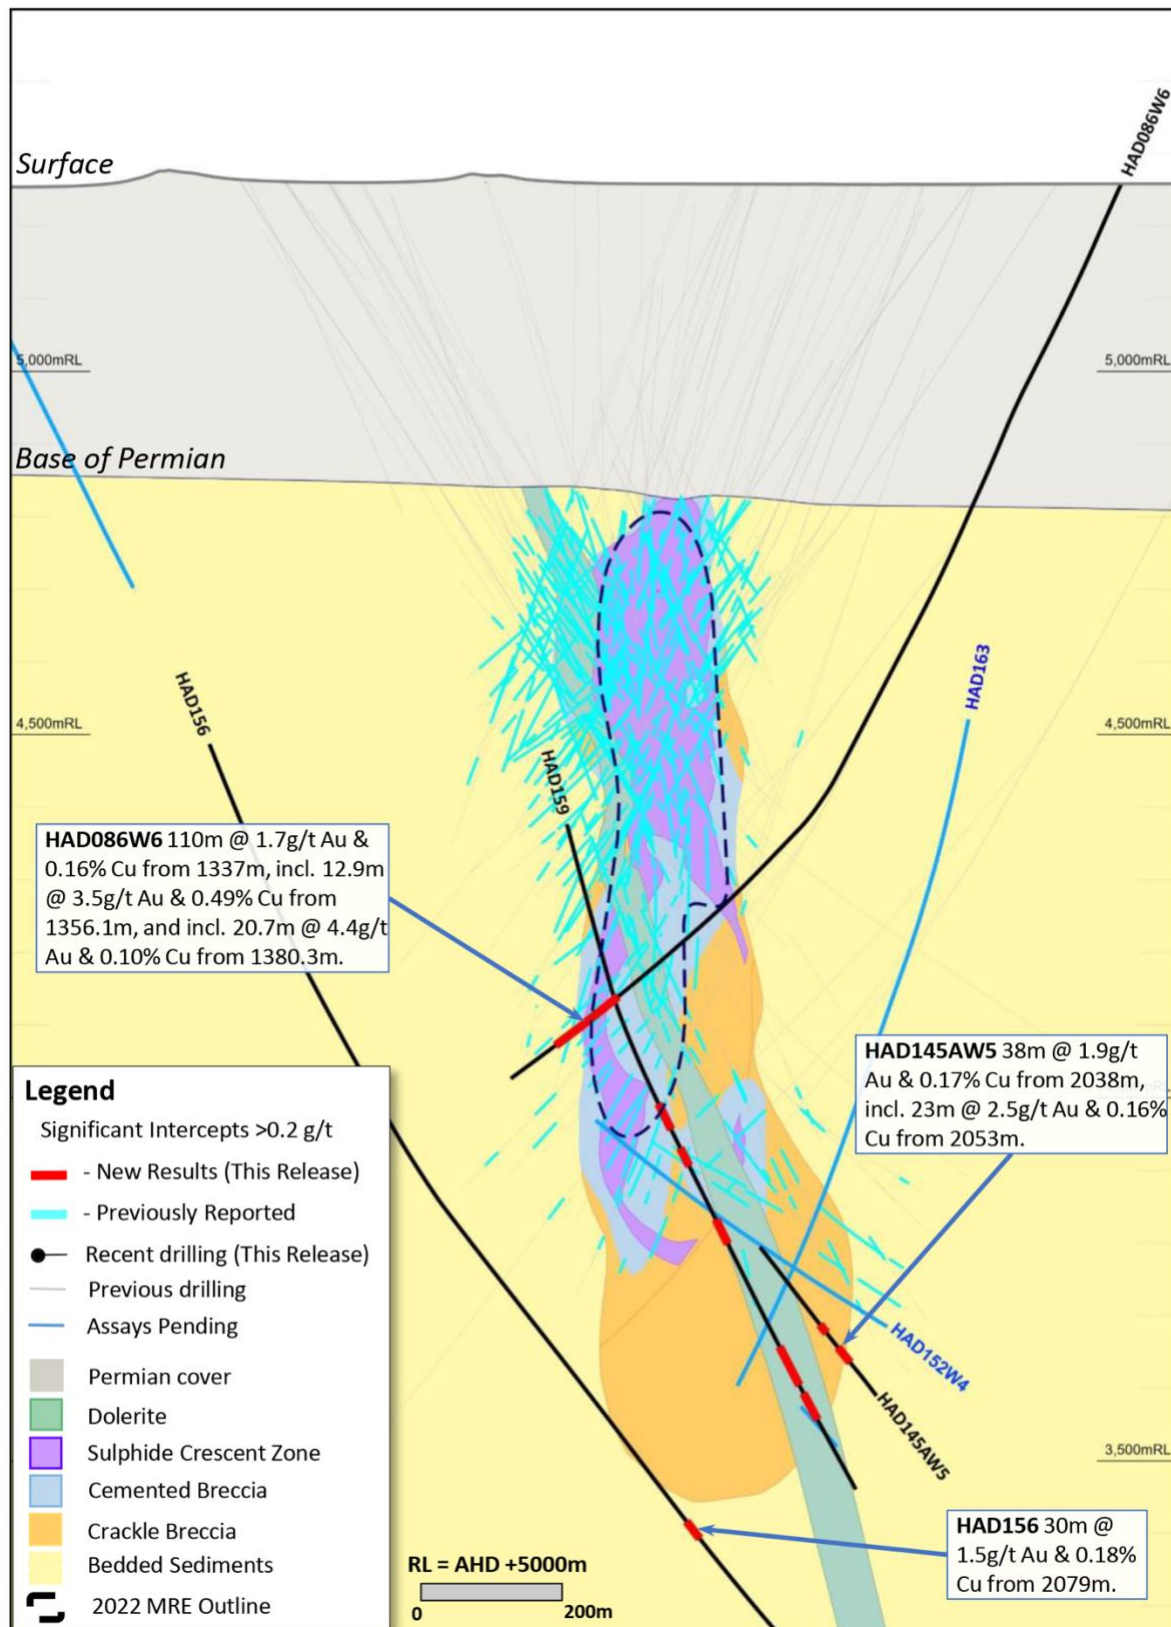 HAD086W6
Surface
5,000mRL
5,000mRL
Base of Permian
HAD156
4,500mRL
HAD159
HAD163
4,500mRL
HAD086W6 110m @ 1.7g/t Au &
0.16% Cu from 1337m, incl. 12.9m
@ 3.5g/t Au & 0.49% Cu from
1356.1m, and incl. 20.7m @ 4.4g/t
Au & 0.10% Cu from 1380.3m.
HAD145AW5 38m @ 1.9g/t
Au & 0.17% Cu from 2038m,
incl. 23m @ 2.5g/t Au & 0.16%
Cu from 2053m.
Legend
Significant Intercepts >0.2 g/t
- New Results (This Release)
- Previously Reported
Recent drilling (This Release)
Previous drilling
Assays Pending
Permian cover
Dolerite
Sulphide Crescent Zone
Cemented Breccia
Crackle Breccia
Bedded Sediments
2022 MRE Outline
HAD152W4
HAD145AW5
3,500mRL
HAD156 30m @
1.5g/t Au & 0.18%
Cu from 2079m.
RL = AHD +5000m
0
200m